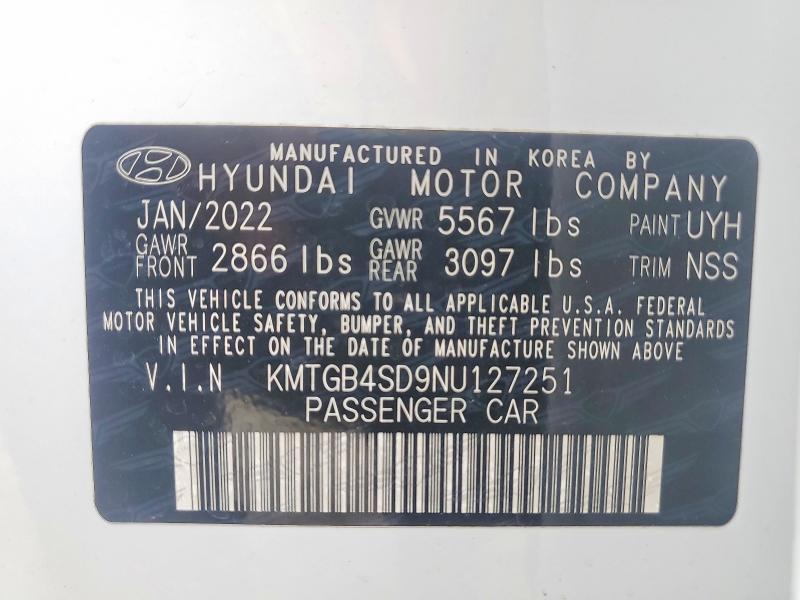 MANUFACTURED IN KOREA BY
HYUNDAI MOTOR COMPANY
JAN/2022 GVWR 5567 lbs PAINT UYH
GAWR FRONT 2866 lbs GAWR REAR 3097 lbs TRIM NSS
THIS VEHICLE CONFORMS TO ALL APPLICABLE U.S.A. FEDERAL
MOTOR VEHICLE SAFETY, BUMPER, AND THEFT PREVENTION STANDARDS
IN EFFECT ON THE DATE OF MANUFACTURE SHOWN ABOVE
V.I.N KMTGB4SD9NU127251
PASSENGER CAR